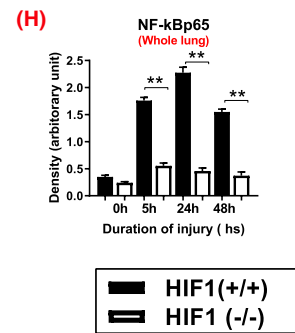 (H)
NF-kBp65
(Whole lung)
Density (arbitorary unit)
2.5
2.0
1.5
1.0
0.5
0.0
**
**
**
0h 5h 24h 48h
Duration of injury ( hs)
HIF1(+/+)
HIF1 (-/-)